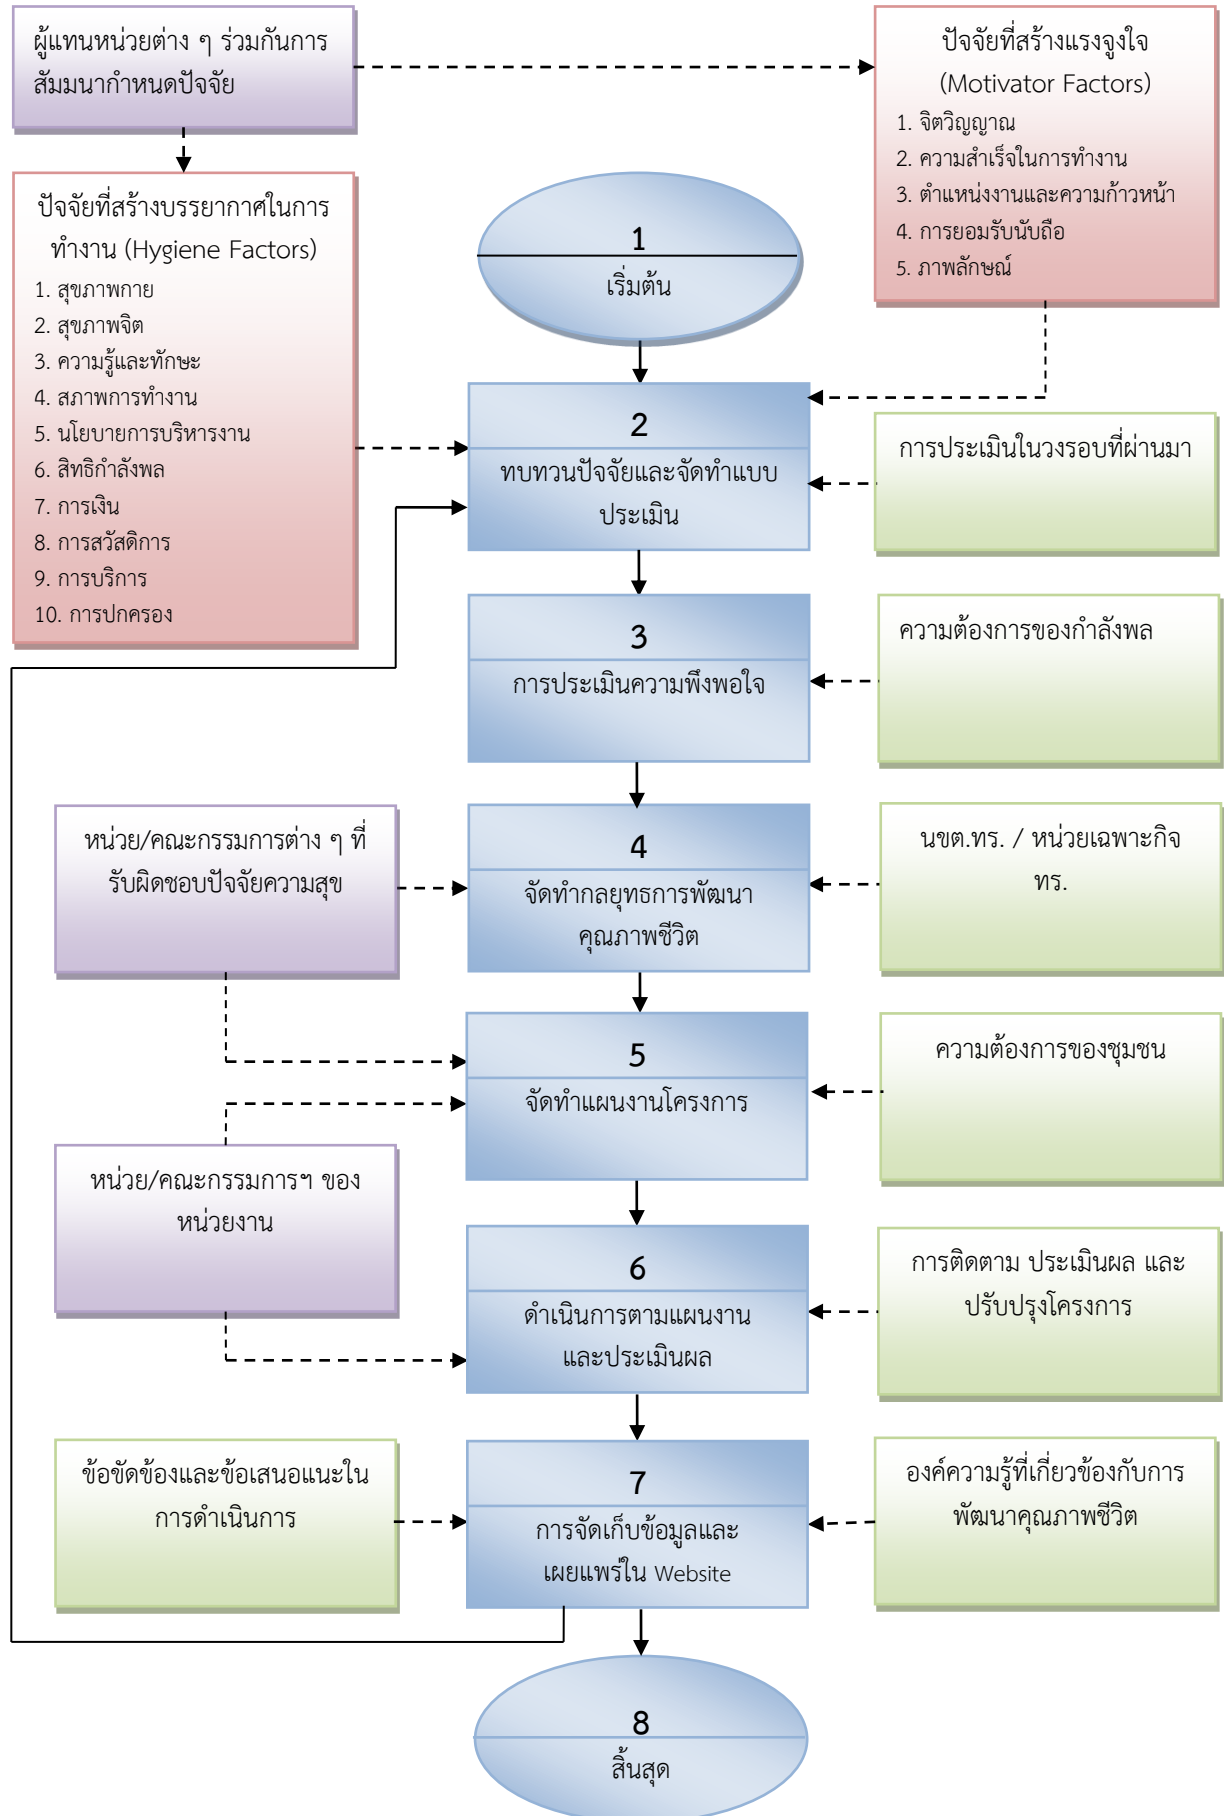 ผู้แทนหน่วยต่าง ๆ ร่วมกันการ
สัมมนากำหนดปัจจัย
ปัจจัยที่สร้างแรงจูงใจ
(Motivator Factors)
1. จิตวิญญาณ
2. ความสำเร็จในการทำงาน
3. ตำแหน่งงานและความก้าวหน้า
4. การยอมรับนับถือ
5. ภาพลักษณ์
ปัจจัยที่สร้างบรรยากาศในการ
ทำงาน (Hygiene Factors)
1. สุขภาพกาย
2. สุขภาพจิต
3. ความรู้และทักษะ
4. สภาพการทำงาน
5. นโยบายการบริหารงาน
6. สิทธิกำลังพล
7. การเงิน
8. การสวัสดิการ
9. การบริการ
10. การปกครอง
1
เริ่มต้น
2
ทบทวนปัจจัยและจัดทำแบบ
ประเมิน
การประเมินในวงรอบที่ผ่านมา
3
การประเมินความพึงพอใจ
ความต้องการของกำลังพล
หน่วย/คณะกรรมการต่าง ๆ ที่
รับผิดชอบปัจจัยความสุข
4
จัดทำกลยุทธการพัฒนา
คุณภาพชีวิต
นขต.ทร. / หน่วยเฉพาะกิจ
ทร.
5
จัดทำแผนงานโครงการ
ความต้องการของชุมชน
หน่วย/คณะกรรมการฯ ของ
หน่วยงาน
6
ดำเนินการตามแผนงาน
และประเมินผล
การติดตาม ประเมินผล และ
ปรับปรุงโครงการ
ข้อขัดข้องและข้อเสนอแนะใน
การดำเนินการ
7
การจัดเก็บข้อมูลและ
เผยแพร่ใน Website
องค์ความรู้ที่เกี่ยวข้องกับการ
พัฒนาคุณภาพชีวิต
8
สิ้นสุด